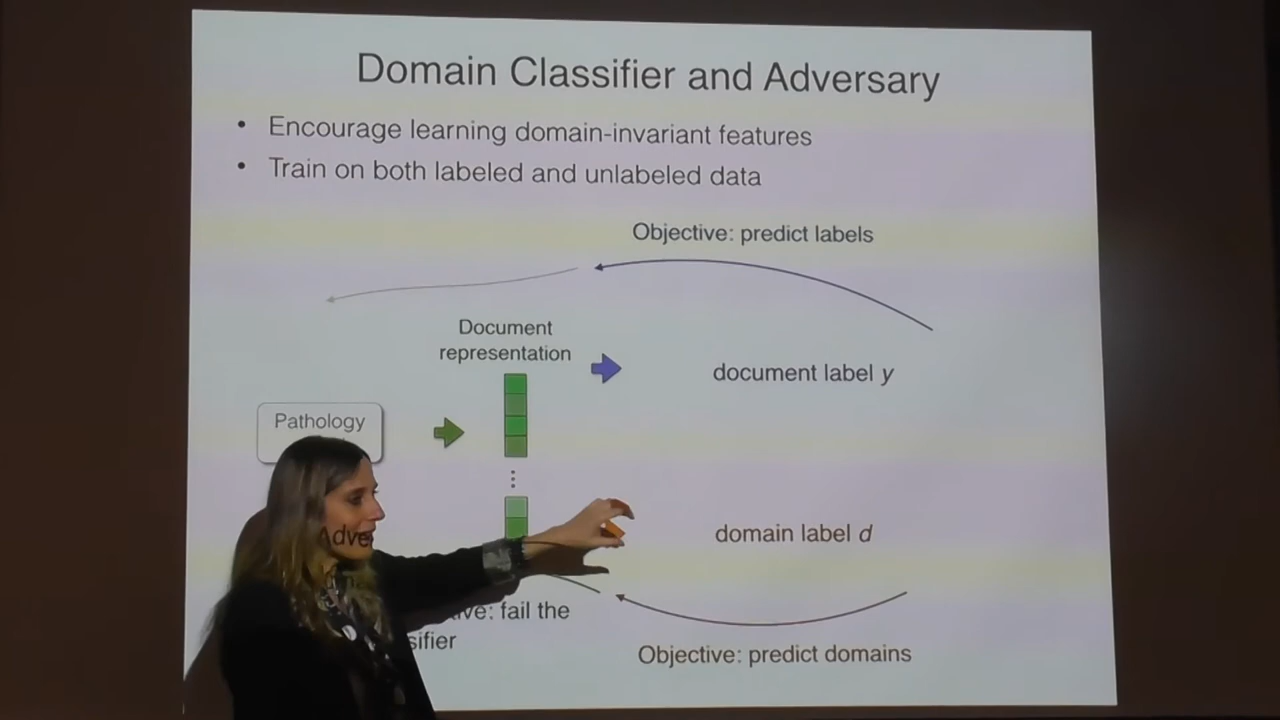 Domain Classifier and Adversary
• Encourage learning domain-invariant features
• Train on both labeled and unlabeled data
Objective: predict labels
Document
representation
document label y
Pathology
domain label d
Adve
ive: fail the
sifier
Objective: predict domains